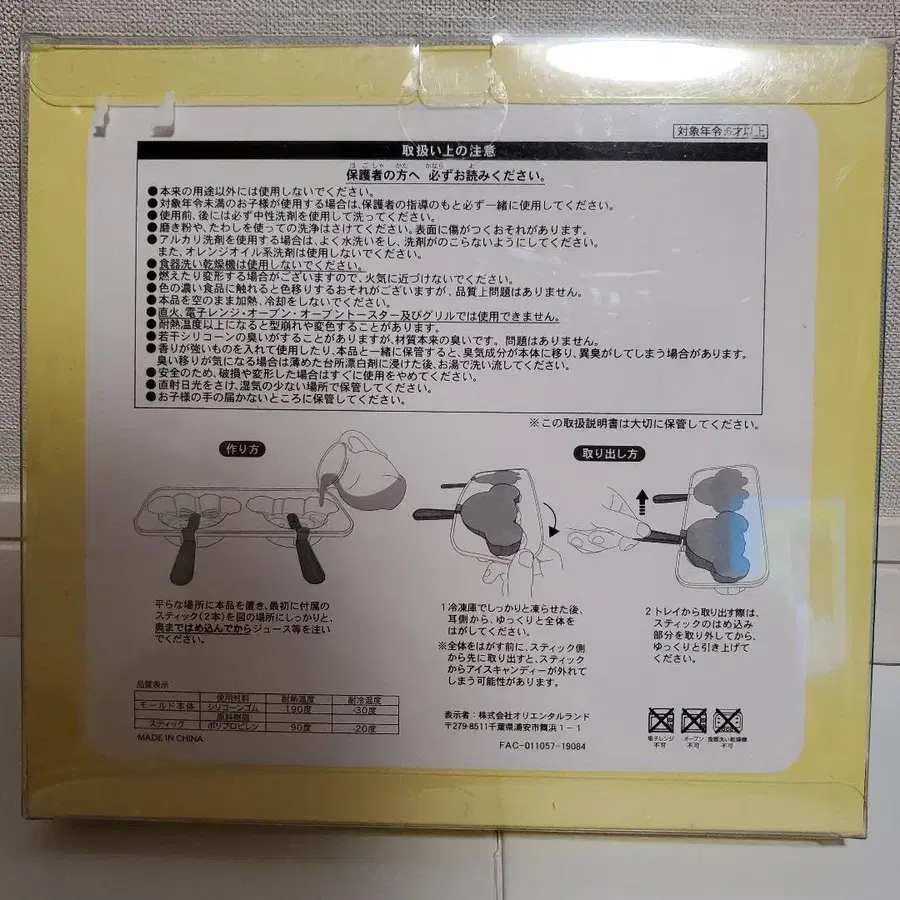 対象年令:6才以上
取扱い上の注意
ほごしゃ かた かなら よ
保護者の方へ 必ずお読みください。
●本来の用途以外には使用しないでください。
●対象年令未満のお子様が使用する場合は、保護者の指導のもと必ず一緒に使用してください。
●使用前、後には必ず中性洗剤を使用して洗ってください。
●磨き粉や、たわしを使っての洗浄はさけてください。表面に傷がつくおそれがあります。
●アルカリ洗剤を使用する場合は、よく水洗いをし、洗剤がのこらないようにしてください。
また、オレンジオイル系洗剤は使用しないでください。
●食器洗い乾燥機は使用しないでください。
●燃えたり変形する場合がございますので、火気に近づけないでください。
●色の濃い食品に触れると色移りするおそれがございますが、品質上問題はありません。
●本品を空のまま加熱、冷却をしないでください。
●直火、電子レンジ・オーブン・オーブントースター及びグリルでは使用できません。
●耐熱温度以上になると型崩れや変色することがあります。
●若干シリコーンの臭いがすることがありますが、材質本来の臭いです。問題はありません。
●香りが強いものを入れて使用したり、本品と一緒に保管すると、臭気成分が本体に移り、異臭がしてしまう場合があります。
臭い移りが気になる場合は薄めた台所漂白剤に浸けた後、お湯で洗い流してください。
●安全のため、破損や変形した場合はすぐに使用をやめてください。
●直射日光をさけ、湿気の少ない場所で保管してください。
●お子様の手の届かないところに保管してください。
※この取扱説明書は大切に保管してください。
作り方
平らな場所に本品を置き、最初に付属の
スティック(2本)を図の場所にしっかりと、
奥まではめ込んでからジュース等を注い
でください。
取り出し方
1 冷凍庫でしっかりと凍らせた後、
耳側から、ゆっくりと全体を
はがしてください。
※全体をはがす前に、スティック側
から先に取り出すと、スティック
からアイスキャンディーが外れて
しまう可能性があります。
2 トレイから取り出す際は、
スティックのはめ込み
部分を取り外してから、
ゆっくりと引き上げて
ください。
品質表示
使用材料 耐熱温度 耐冷温度
モールド本体 シリコーンゴム 190度 -30度
原料樹脂
スティック ポリプロピレン 90度 -20度
MADE IN CHINA
表示者:株式会社オリエンタルランド
〒279-8511千葉県浦安市舞浜1-1
FAC-011057-19084
電子レンジ 不可
オーブン 不可
食器洗い乾燥機 不可